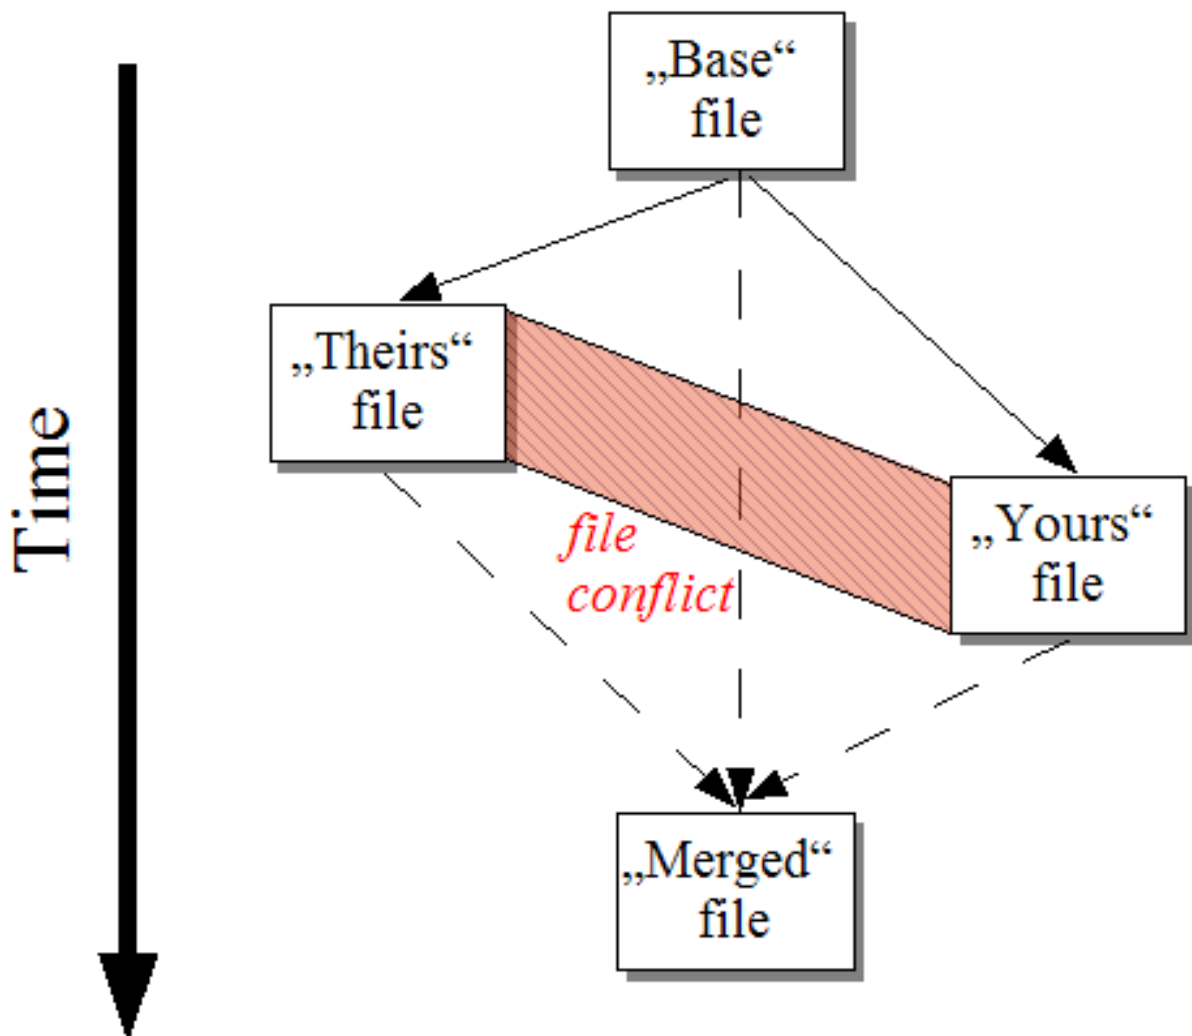 „Base“
file
„Theirs“
file
Time
„Yours“
file
file
conflict
„Merged“
file